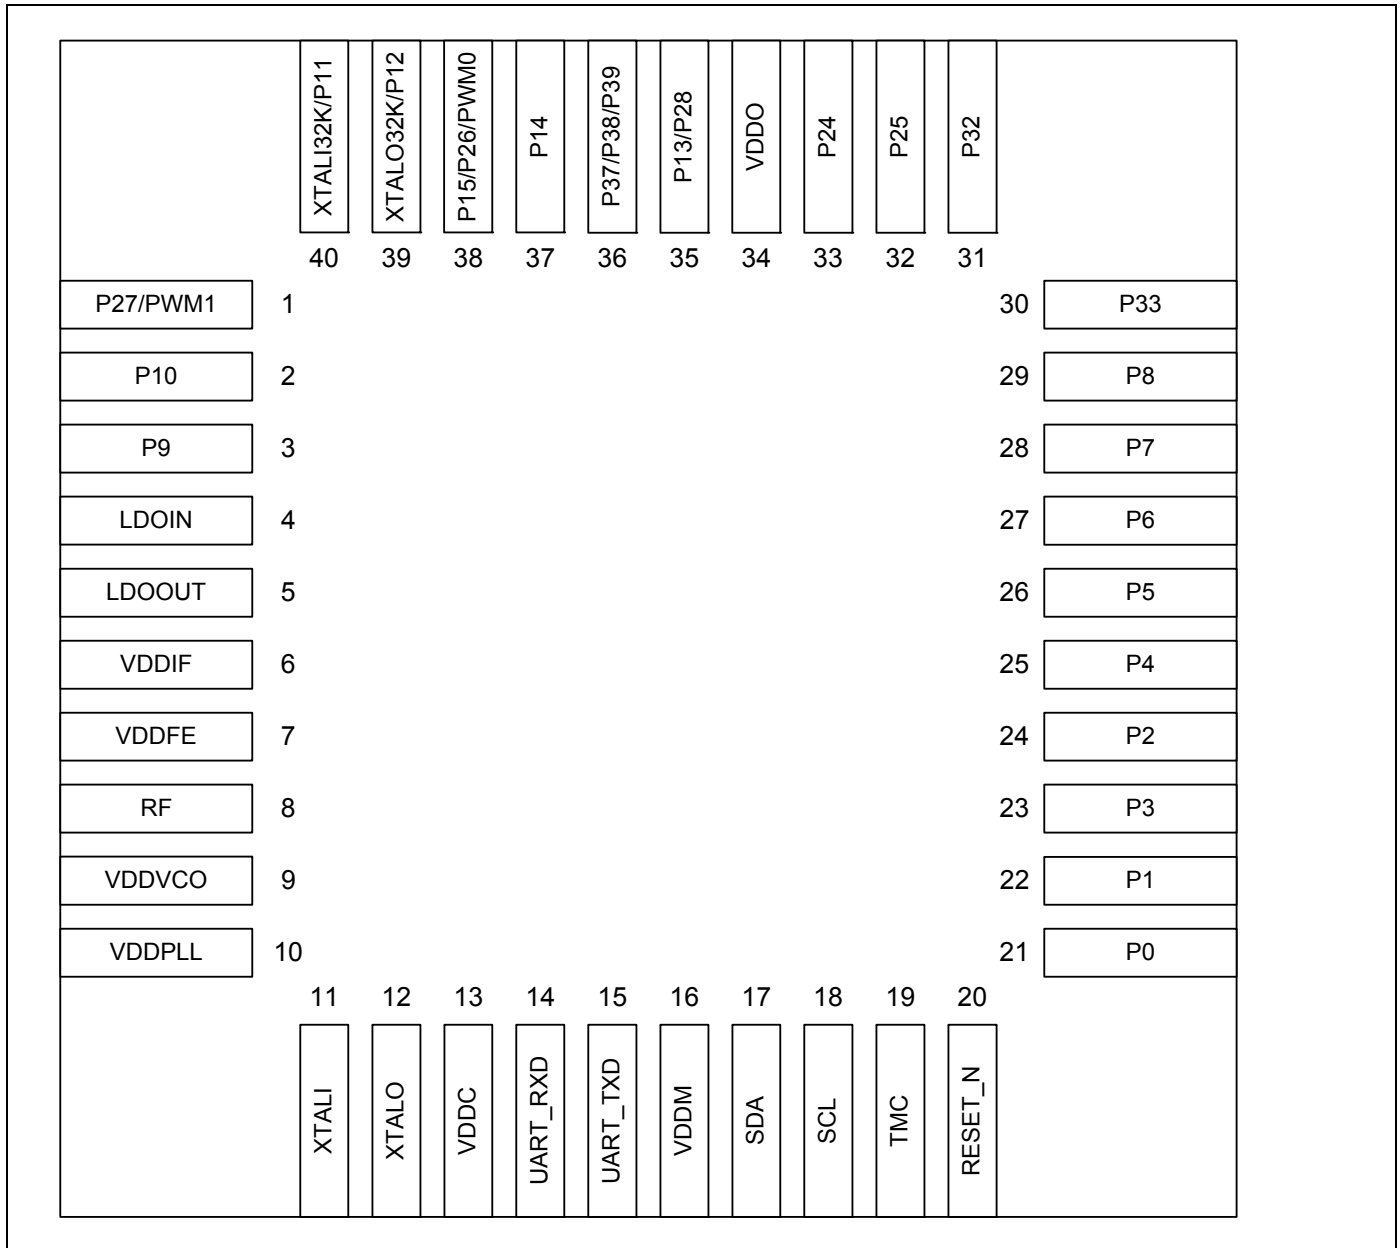 XTALI32K/P11
XTALO32K/P12
P15/P26/PWM0
P14
P37/P38/P39
P13/P28
VDDO
P24
P25
P32
40 39 38 37 36 35 34 33 32 31
P27/PWM1 1 30 P33
P10 2 29 P8
P9 3 28 P7
LDOIN 4 27 P6
LDOOUT 5 26 P5
VDDIF 6 25 P4
VDDFE 7 24 P2
RF 8 23 P3
VDDVCO 9 22 P1
VDDPLL 10 21 P0
11 12 13 14 15 16 17 18 19 20
XTALI
XTALO
VDDC
UART_RXD
UART_TXD
VDDM
SDA
SCL
TMC
RESET_N